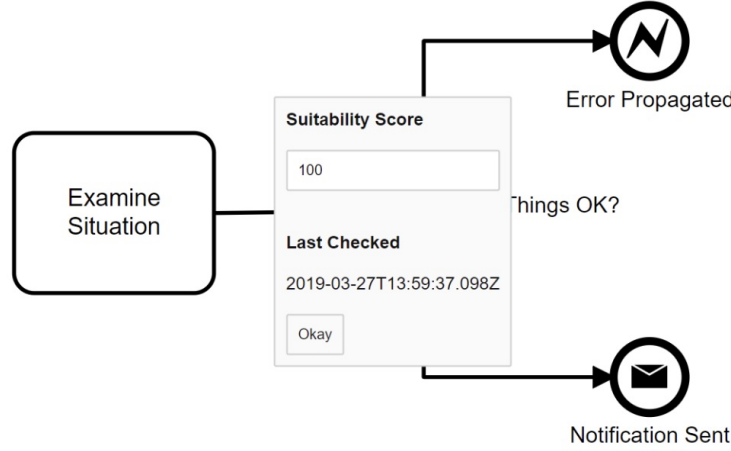 Error Propagated
Suitability Score
100
Examine
Situation
Things OK?
Last Checked
2019-03-27T13:59:37.098Z
Okay
Notification Sent